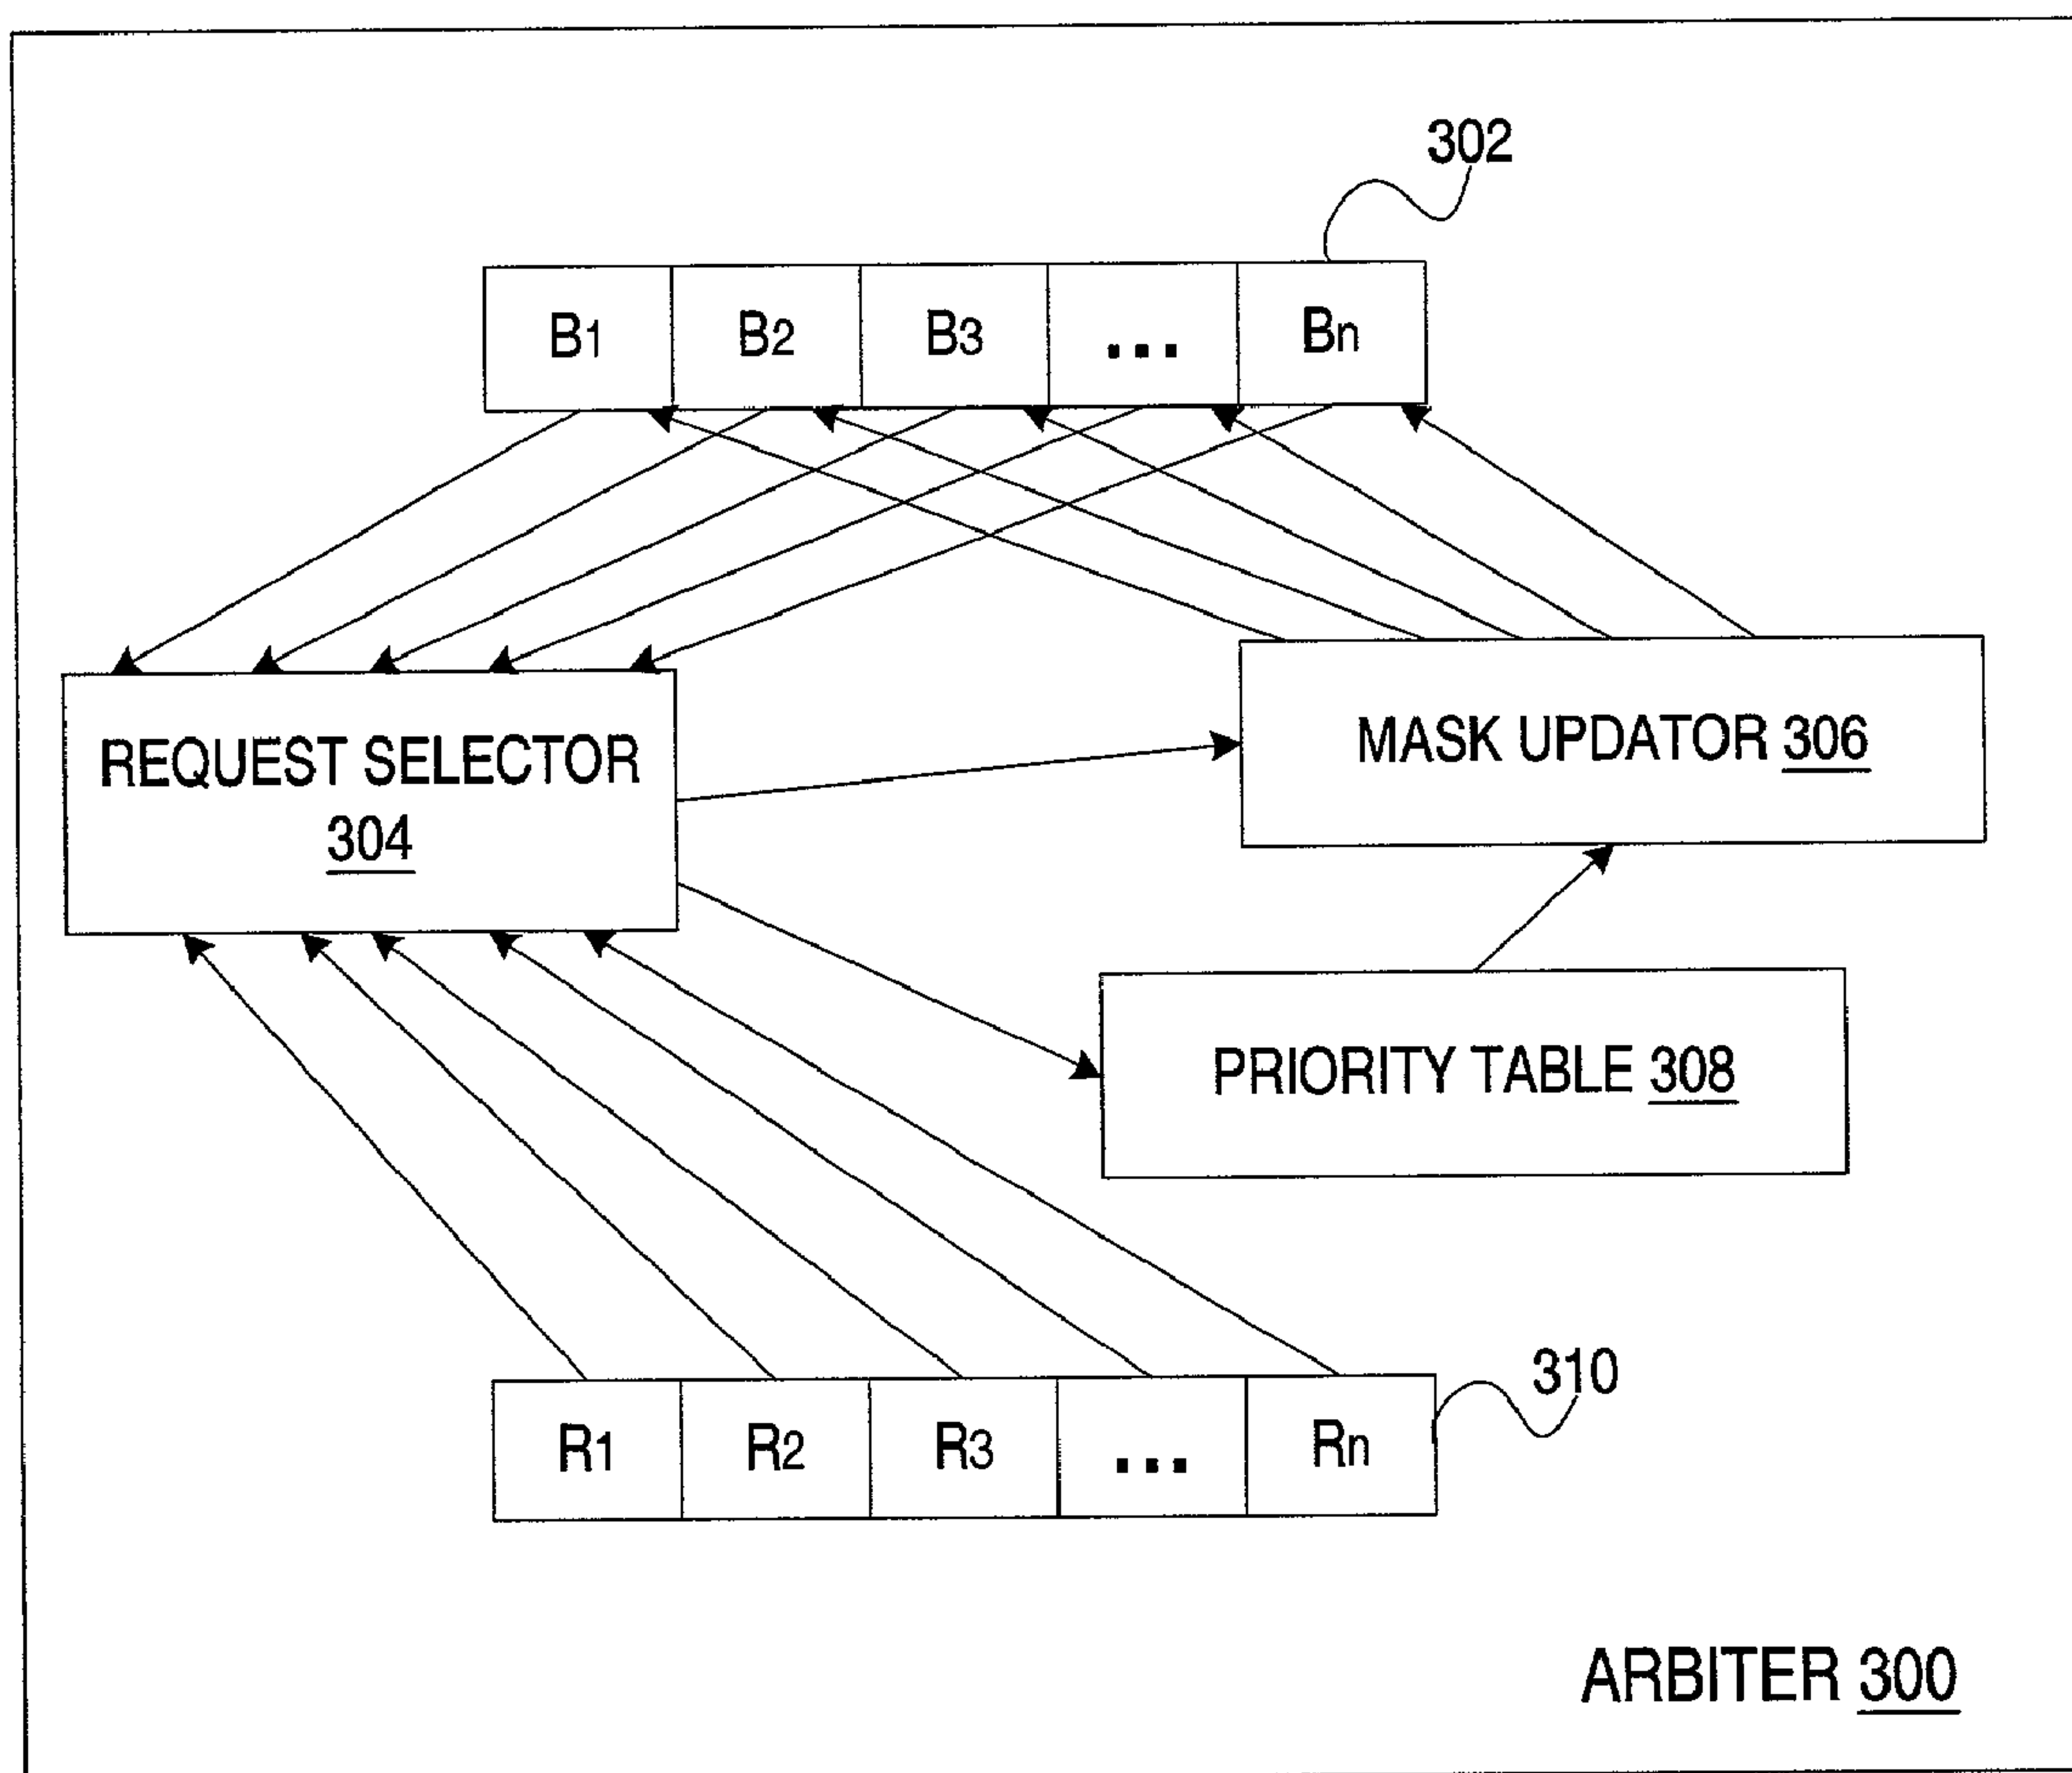 302
B1 B2 B3 ... Bn
REQUEST SELECTOR
304
MASK UPDATOR 306
PRIORITY TABLE 308
310
R1 R2 R3 ... Rn
ARBITER 300